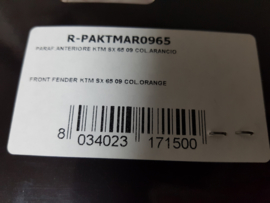 R-PAKTMAR0965
PARAF.ANTERIORE KTM SX 65 09 COL.ARANCIO
FRONT FENDER KTM SX 65 09 COL.ORANGE
8 034023 171500